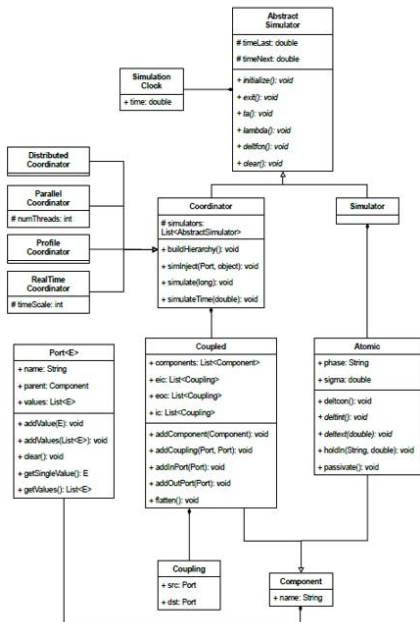 Abstract
Simulator
# timeLast: double
# timeNext: double
+ initialize(): void
+ exit(): void
+ ta(): void
+ lambda(): void
+ deltfcn(): void
+ clear(): void
Simulation
Clock
+ time: double
Distributed
Coordinator
Parallel
Coordinator
# numThreads: int
Profile
Coordinator
RealTime
Coordinator
# timeScale: int
Coordinator
# simulators:
List<AbstractSimulator>
+ buildHierarchy(): void
+ simInject(Port, object): void
+ simulate(long): void
+ simulateTime(double): void
Simulator
Port<E>
+ name: String
+ parent: Component
+ values: List<E>
+ addValue(E): void
+ addValues(List<E>): void
+ clear(): void
+ getSingleValue(): E
+ getValues(): List<E>
Coupled
+ components: List<Component>
+ eic: List<Coupling>
+ eoc: List<Coupling>
+ ic: List<Coupling>
+ addComponent(Component): void
+ addCoupling(Port, Port): void
+ addInPort(Port): void
+ addOutPort(Port): void
+ flatten(): void
Atomic
+ phase: String
+ sigma: double
+ deltcon(): void
+ deltint(): void
+ deltext(double): void
+ holdIn(String, double): void
+ passivate(): void
Coupling
+ src: Port
+ dst: Port
Component
+ name: String